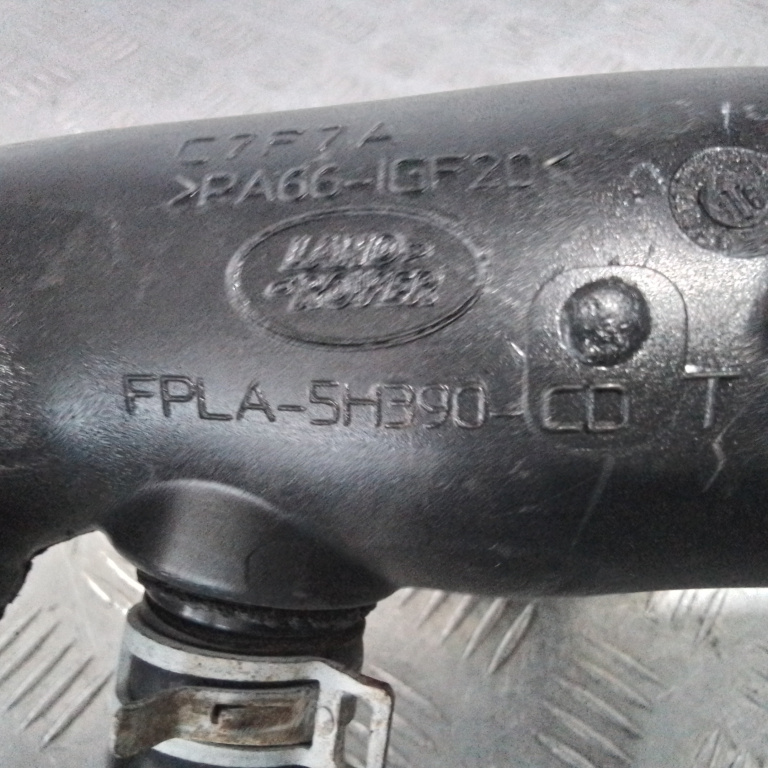 C7F7A
>PA66-IGF20<
LAND
ROVER
FPLA-5H390-CD T